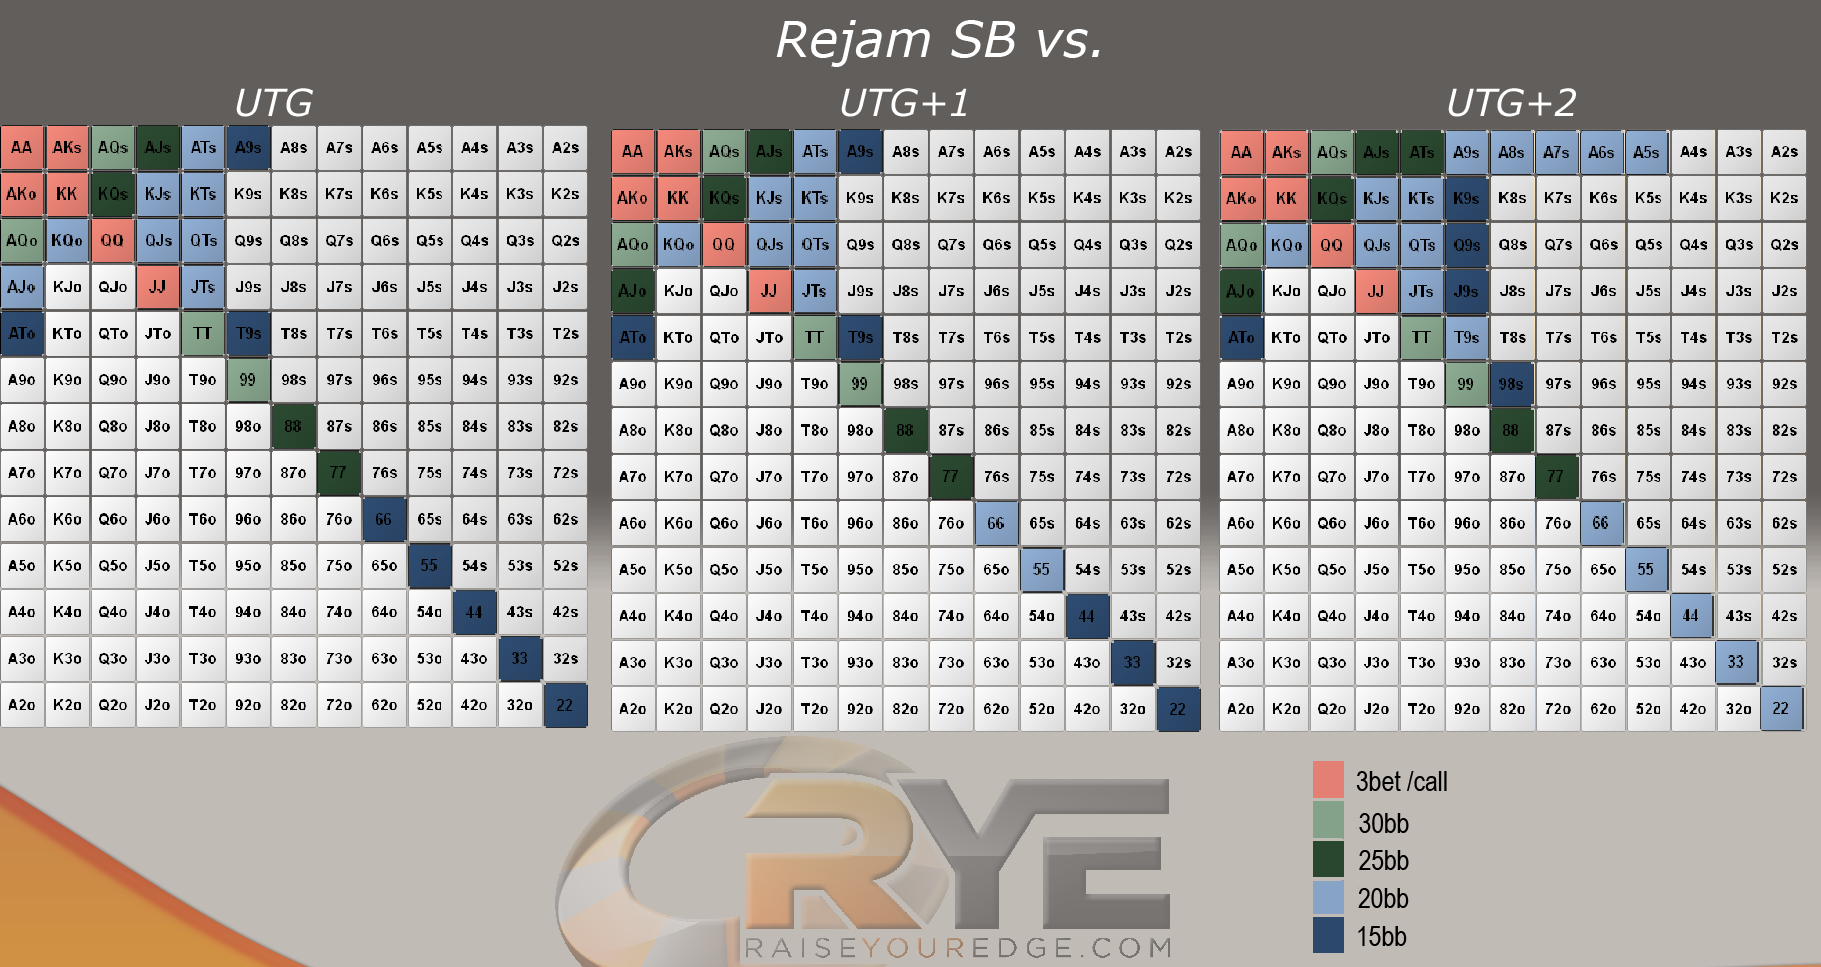 Rejam SB vs.
UTG
AA AKs AQs AJs ATs A9s A8s A7s A6s A5s A4s A3s A2s
AKo KK KQs KJs KTs K9s K8s K7s K6s K5s K4s K3s K2s
AQo KQo QQ QJs QTs Q9s Q8s Q7s Q6s Q5s Q4s Q3s Q2s
AJo KJo QJo JJ JTs J9s J8s J7s J6s J5s J4s J3s J2s
ATo KTo QTo JTo TT T9s T8s T7s T6s T5s T4s T3s T2s
A9o K9o Q9o J9o T9o 99 98s 97s 96s 95s 94s 93s 92s
A8o K8o Q8o J8o T8o 98o 88 87s 86s 85s 84s 83s 82s
A7o K7o Q7o J7o T7o 97o 87o 77 76s 75s 74s 73s 72s
A6o K6o Q6o J6o T6o 96o 86o 76o 66 65s 64s 63s 62s
A5o K5o Q5o J5o T5o 95o 85o 75o 65o 55 54s 53s 52s
A4o K4o Q4o J4o T4o 94o 84o 74o 64o 54o 44 43s 42s
A3o K3o Q3o J3o T3o 93o 83o 73o 63o 53o 43o 33 32s
A2o K2o Q2o J2o T2o 92o 82o 72o 62o 52o 42o 32o 22
UTG+1
AA AKs AQs AJs ATs A9s A8s A7s A6s A5s A4s A3s A2s
AKo KK KQs KJs KTs K9s K8s K7s K6s K5s K4s K3s K2s
AQo KQo QQ QJs QTs Q9s Q8s Q7s Q6s Q5s Q4s Q3s Q2s
AJo KJo QJo JJ JTs J9s J8s J7s J6s J5s J4s J3s J2s
ATo KTo QTo JTo TT T9s T8s T7s T6s T5s T4s T3s T2s
A9o K9o Q9o J9o T9o 99 98s 97s 96s 95s 94s 93s 92s
A8o K8o Q8o J8o T8o 98o 88 87s 86s 85s 84s 83s 82s
A7o K7o Q7o J7o T7o 97o 87o 77 76s 75s 74s 73s 72s
A6o K6o Q6o J6o T6o 96o 86o 76o 66 65s 64s 63s 62s
A5o K5o Q5o J5o T5o 95o 85o 75o 65o 55 54s 53s 52s
A4o K4o Q4o J4o T4o 94o 84o 74o 64o 54o 44 43s 42s
A3o K3o Q3o J3o T3o 93o 83o 73o 63o 53o 43o 33 32s
A2o K2o Q2o J2o T2o 92o 82o 72o 62o 52o 42o 32o 22
UTG+2
AA AKs AQs AJs ATs A9s A8s A7s A6s A5s A4s A3s A2s
AKo KK KQs KJs KTs K9s K8s K7s K6s K5s K4s K3s K2s
AQo KQo QQ QJs QTs Q9s Q8s Q7s Q6s Q5s Q4s Q3s Q2s
AJo KJo QJo JJ JTs J9s J8s J7s J6s J5s J4s J3s J2s
ATo KTo QTo JTo TT T9s T8s T7s T6s T5s T4s T3s T2s
A9o K9o Q9o J9o T9o 99 98s 97s 96s 95s 94s 93s 92s
A8o K8o Q8o J8o T8o 98o 88 87s 86s 85s 84s 83s 82s
A7o K7o Q7o J7o T7o 97o 87o 77 76s 75s 74s 73s 72s
A6o K6o Q6o J6o T6o 96o 86o 76o 66 65s 64s 63s 62s
A5o K5o Q5o J5o T5o 95o 85o 75o 65o 55 54s 53s 52s
A4o K4o Q4o J4o T4o 94o 84o 74o 64o 54o 44 43s 42s
A3o K3o Q3o J3o T3o 93o 83o 73o 63o 53o 43o 33 32s
A2o K2o Q2o J2o T2o 92o 82o 72o 62o 52o 42o 32o 22
RYE
RAISEYOUREDGE.COM
3bet /call
30bb
25bb
20bb
15bb